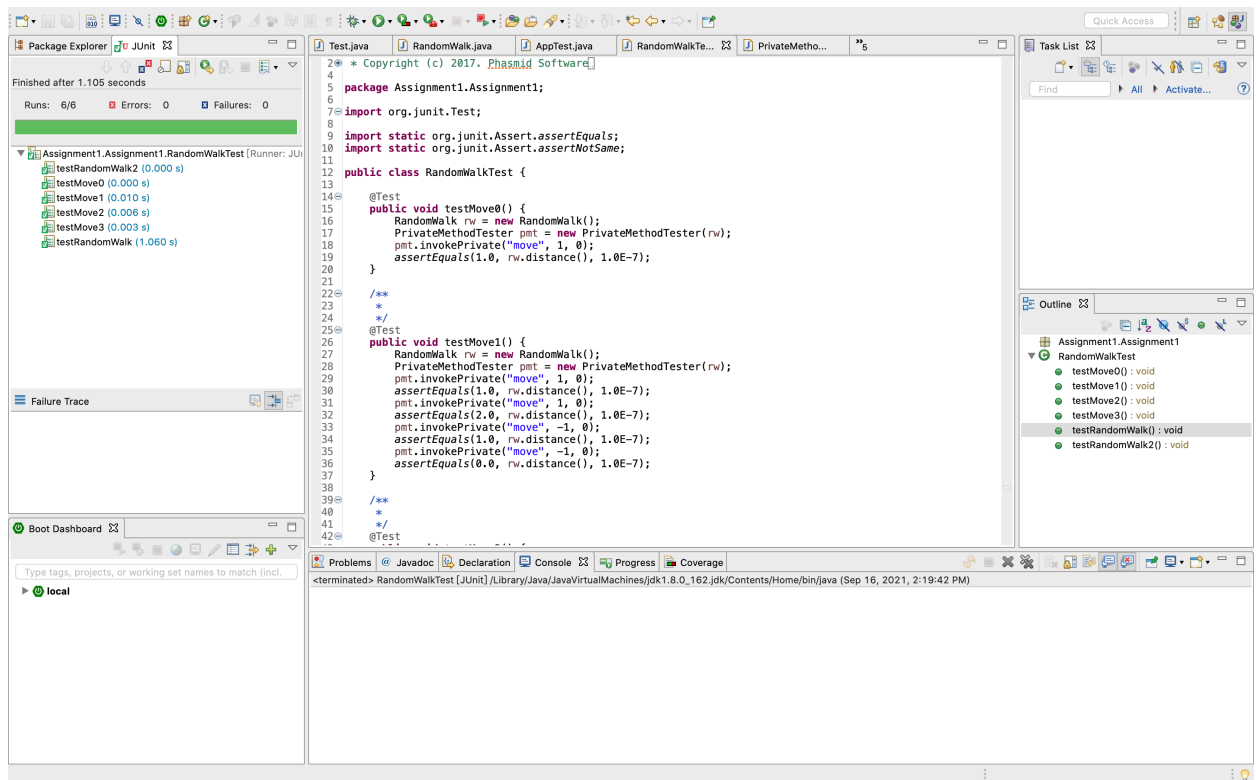 Quick Access
Package Explorer
JUnit
Finished after 1.105 seconds
Runs: 6/6
Errors: 0
Failures: 0
Assignment1.Assignment1.RandomWalkTest [Runner: JUn
testRandomWalk2 (0.000 s)
testMove0 (0.000 s)
testMove1 (0.010 s)
testMove2 (0.006 s)
testMove3 (0.003 s)
testRandomWalk (1.060 s)
Failure Trace
Boot Dashboard
Type tags, projects, or working set names to match (incl.
local
Test.java
RandomWalk.java
AppTest.java
RandomWalkTe...
PrivateMetho...
»5
2 * Copyright (c) 2017. Phasmid Software
4
5 package Assignment1.Assignment1;
6
7 import org.junit.Test;
8
9 import static org.junit.Assert.assertEquals;
10 import static org.junit.Assert.assertNotSame;
11
12 public class RandomWalkTest {
13
14 @Test
15 public void testMove0() {
16 RandomWalk rw = new RandomWalk();
17 PrivateMethodTester pmt = new PrivateMethodTester(rw);
18 pmt.invokePrivate("move", 1, 0);
19 assertEquals(1.0, rw.distance(), 1.0E-7);
20 }
21
22 /**
23 *
24 */
25 @Test
26 public void testMove1() {
27 RandomWalk rw = new RandomWalk();
28 PrivateMethodTester pmt = new PrivateMethodTester(rw);
29 pmt.invokePrivate("move", 1, 0);
30 assertEquals(1.0, rw.distance(), 1.0E-7);
31 pmt.invokePrivate("move", 1, 0);
32 assertEquals(2.0, rw.distance(), 1.0E-7);
33 pmt.invokePrivate("move", -1, 0);
34 assertEquals(1.0, rw.distance(), 1.0E-7);
35 pmt.invokePrivate("move", -1, 0);
36 assertEquals(0.0, rw.distance(), 1.0E-7);
37 }
38
39 /**
40 *
41 */
42 @Test
Problems
@ Javadoc
Declaration
Console
Progress
Coverage
<terminated> RandomWalkTest [JUnit] /Library/Java/JavaVirtualMachines/jdk1.8.0_162.jdk/Contents/Home/bin/java (Sep 16, 2021, 2:19:42 PM)
Task List
Find
All
Activate...
Outline
Assignment1.Assignment1
RandomWalkTest
testMove0() : void
testMove1() : void
testMove2() : void
testMove3() : void
testRandomWalk() : void
testRandomWalk2() : void